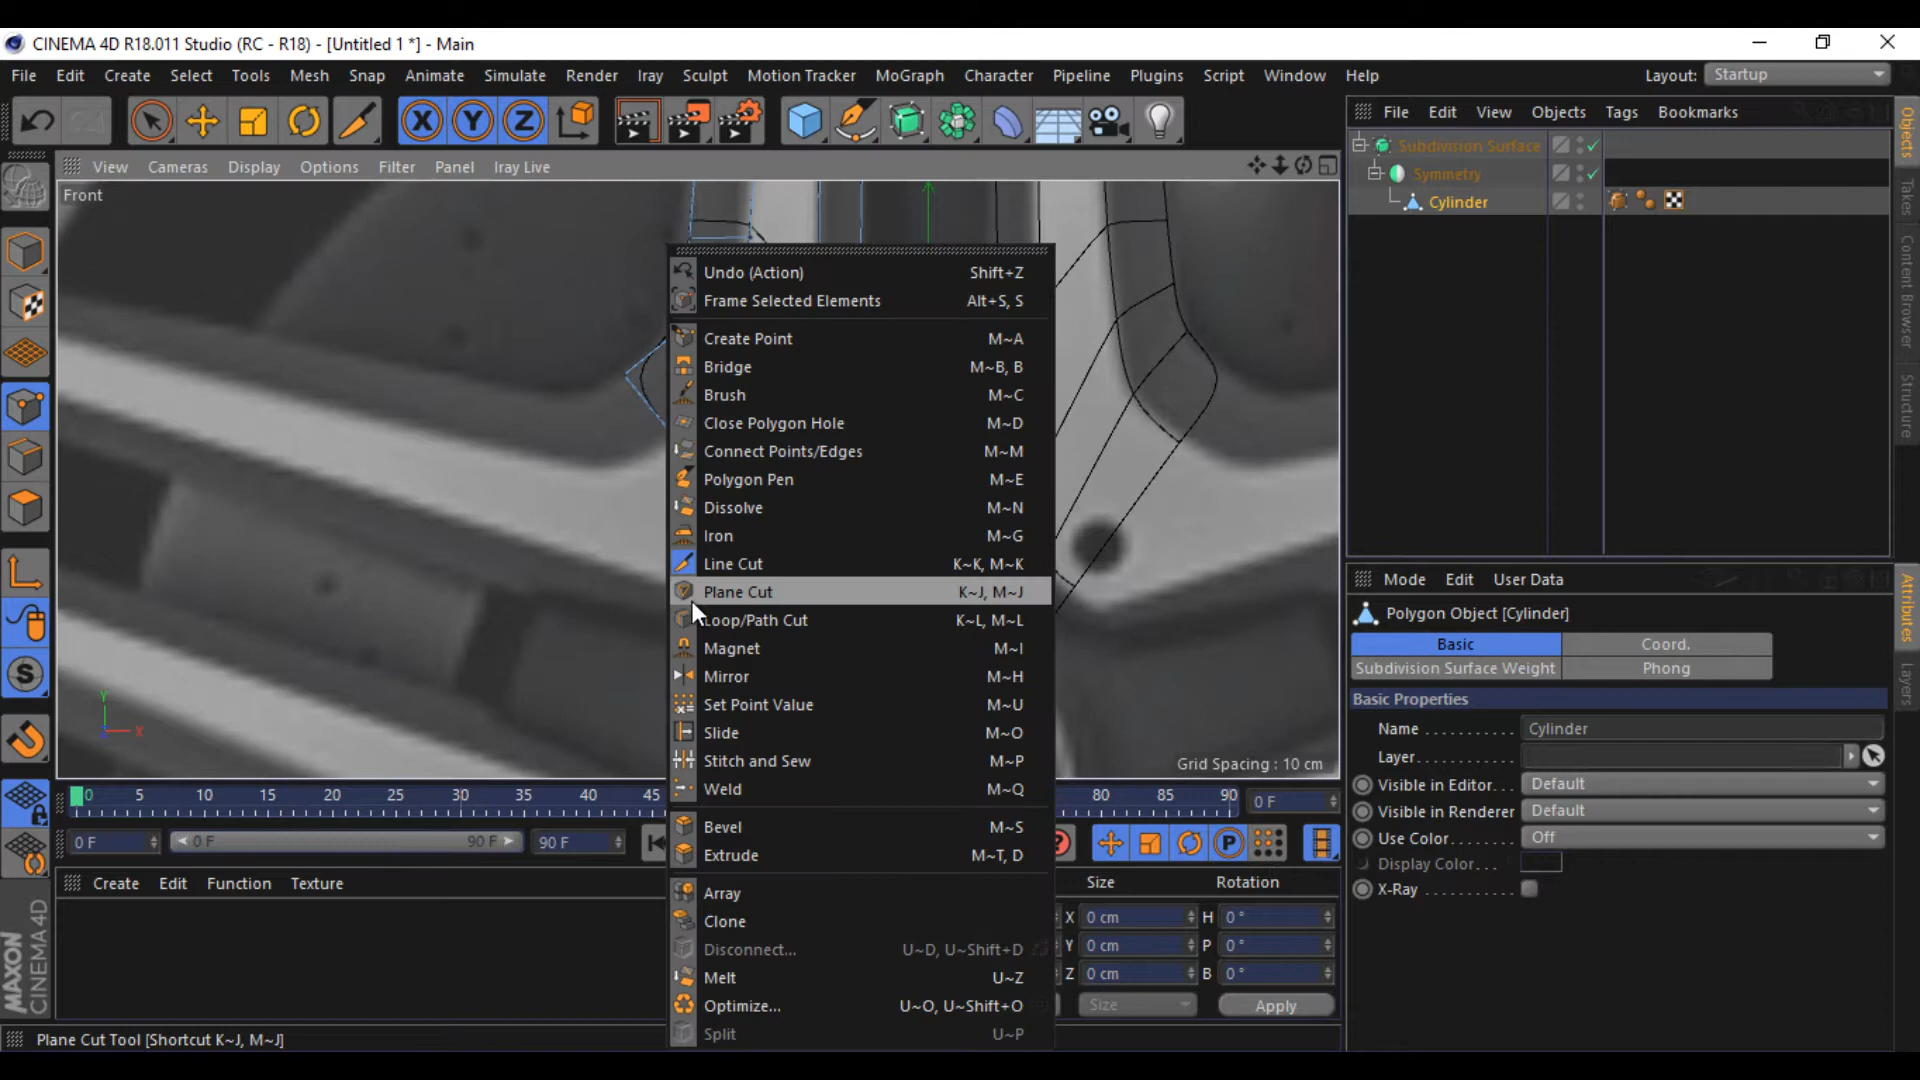 CINEMA 4D R18.011 Studio (RC - R18) - [Untitled 1 *] - Main
File Edit Create Select Tools Mesh Snap Animate Simulate Render Iray Sculpt Motion Tracker MoGraph Character Pipeline Plugins Script Window Help Layout: Startup
View Cameras Display Options Filter Panel Iray Live
Front
Undo (Action) Shift+Z
Frame Selected Elements Alt+S, S
Create Point M~A
Bridge M~B, B
Brush M~C
Close Polygon Hole M~D
Connect Points/Edges M~M
Polygon Pen M~E
Dissolve M~N
Iron M~G
Line Cut K~K, M~K
Plane Cut K~J, M~J
Loop/Path Cut K~L, M~L
Magnet M~I
Mirror M~H
Set Point Value M~U
Slide M~O
Stitch and Sew M~P
Weld M~Q
Bevel M~S
Extrude M~T, D
Array
Clone
Disconnect... U~D, U~Shift+D
Melt U~Z
Optimize... U~O, U~Shift+O
Split U~P
Y
X
Z
Grid Spacing : 10 cm
0 5 10 15 20 25 30 35 40 45 80 85 90 0 F
0 F 0 F 90 F 90 F
Create Edit Function Texture
Size Rotation
X 0 cm H 0 °
Y 0 cm P 0 °
Z 0 cm B 0 °
Size Apply
MAXON
CINEMA 4D
Plane Cut Tool [Shortcut K~J, M~J]
File Edit View Objects Tags Bookmarks
Subdivision Surface
Symmetry
Cylinder
Mode Edit User Data
Polygon Object [Cylinder]
Basic Coord.
Subdivision Surface Weight Phong
Basic Properties
Name Cylinder
Layer
Visible in Editor Default
Visible in Renderer Default
Use Color Off
Display Color
X-Ray
Objects
Takes
Content Browser
Structure
Attributes
Layers